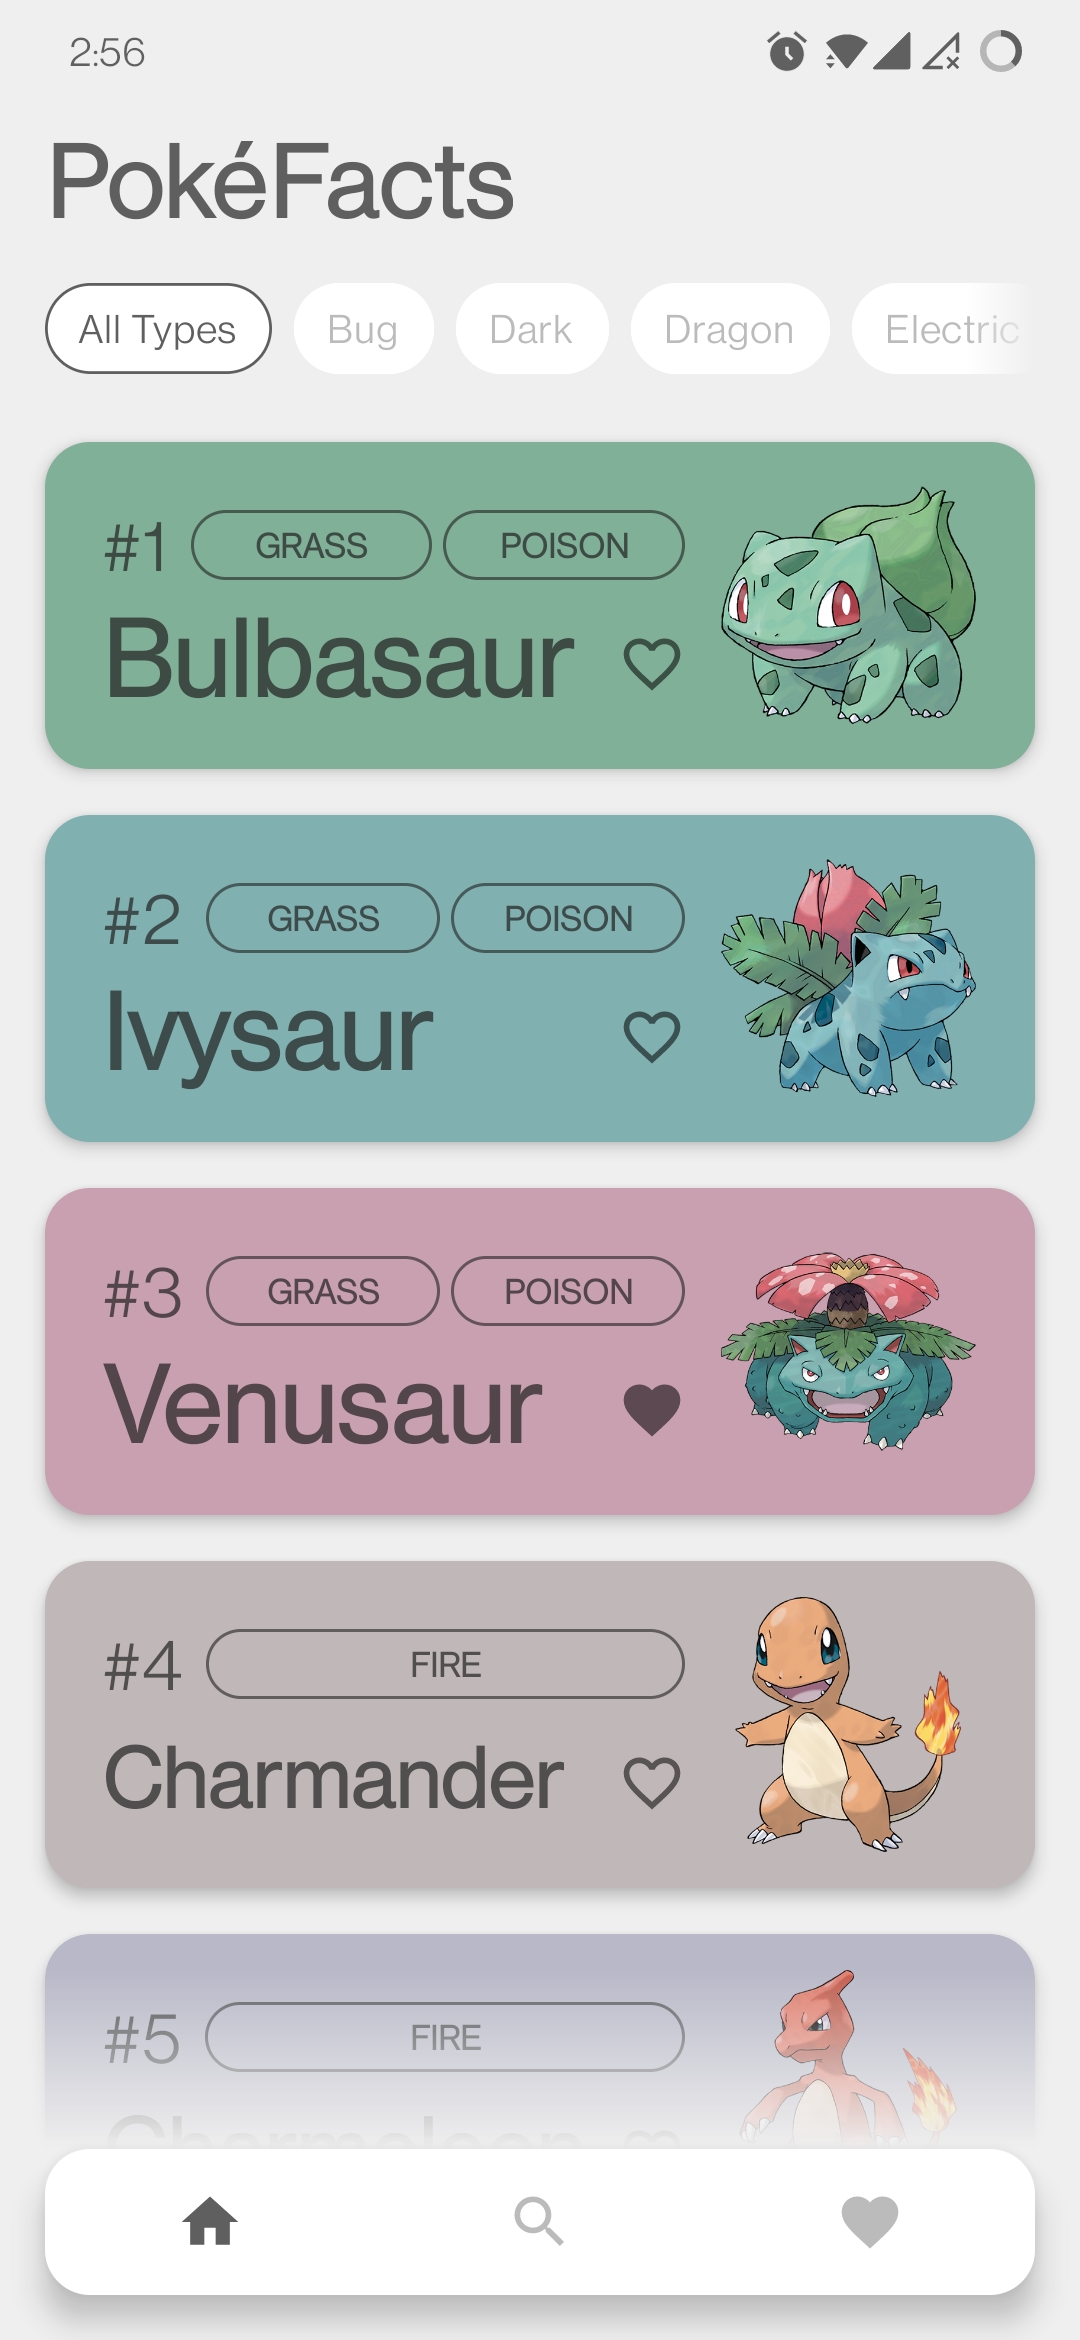 2:56
PokéFacts
All Types Bug Dark Dragon Electric
#1 GRASS POISON
Bulbasaur
#2 GRASS POISON
Ivysaur
#3 GRASS POISON
Venusaur
#4 FIRE
Charmander
#5 FIRE
Charmeleon